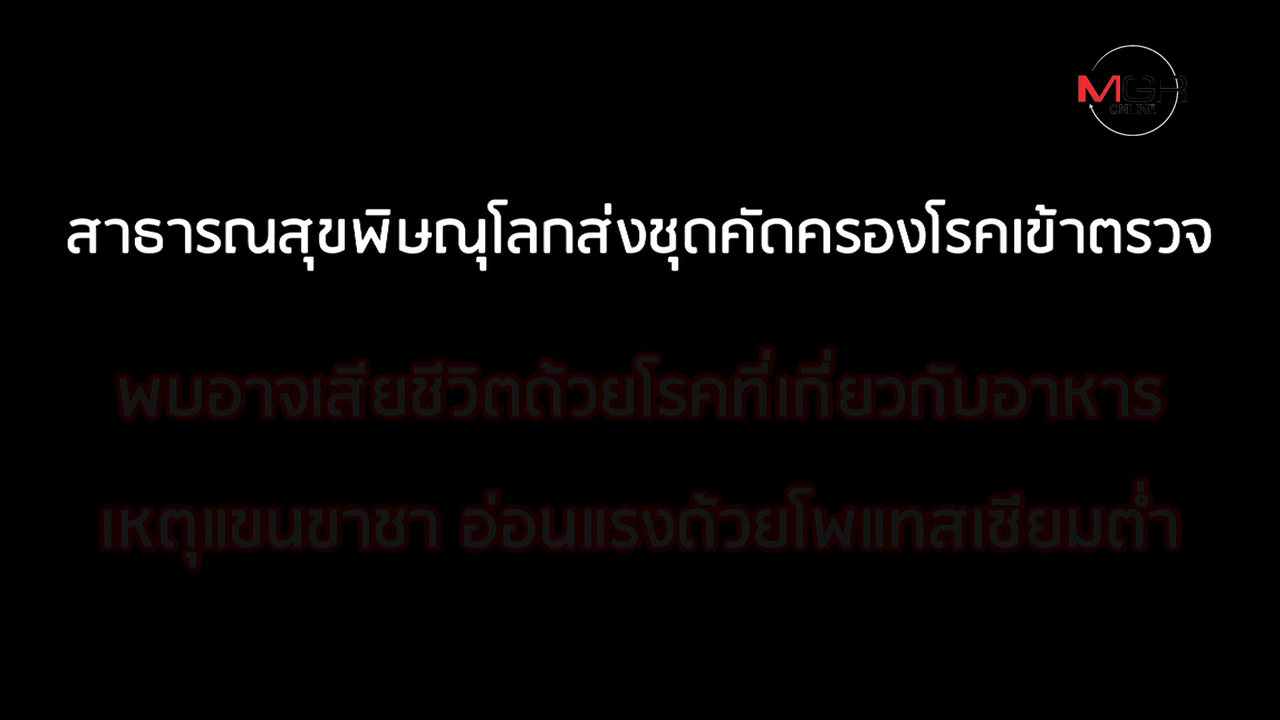 MGR
ONLINE
สาธารณสุขพิษณุโลกส่งชุดคัดครองโรคเข้าตรวจ
พบอาจเสียชีวิตด้วยโรคที่เกี่ยวกับอาหาร
เหตุแขนขาชา อ่อนแรงด้วยโพแทสเซียมต่ำ